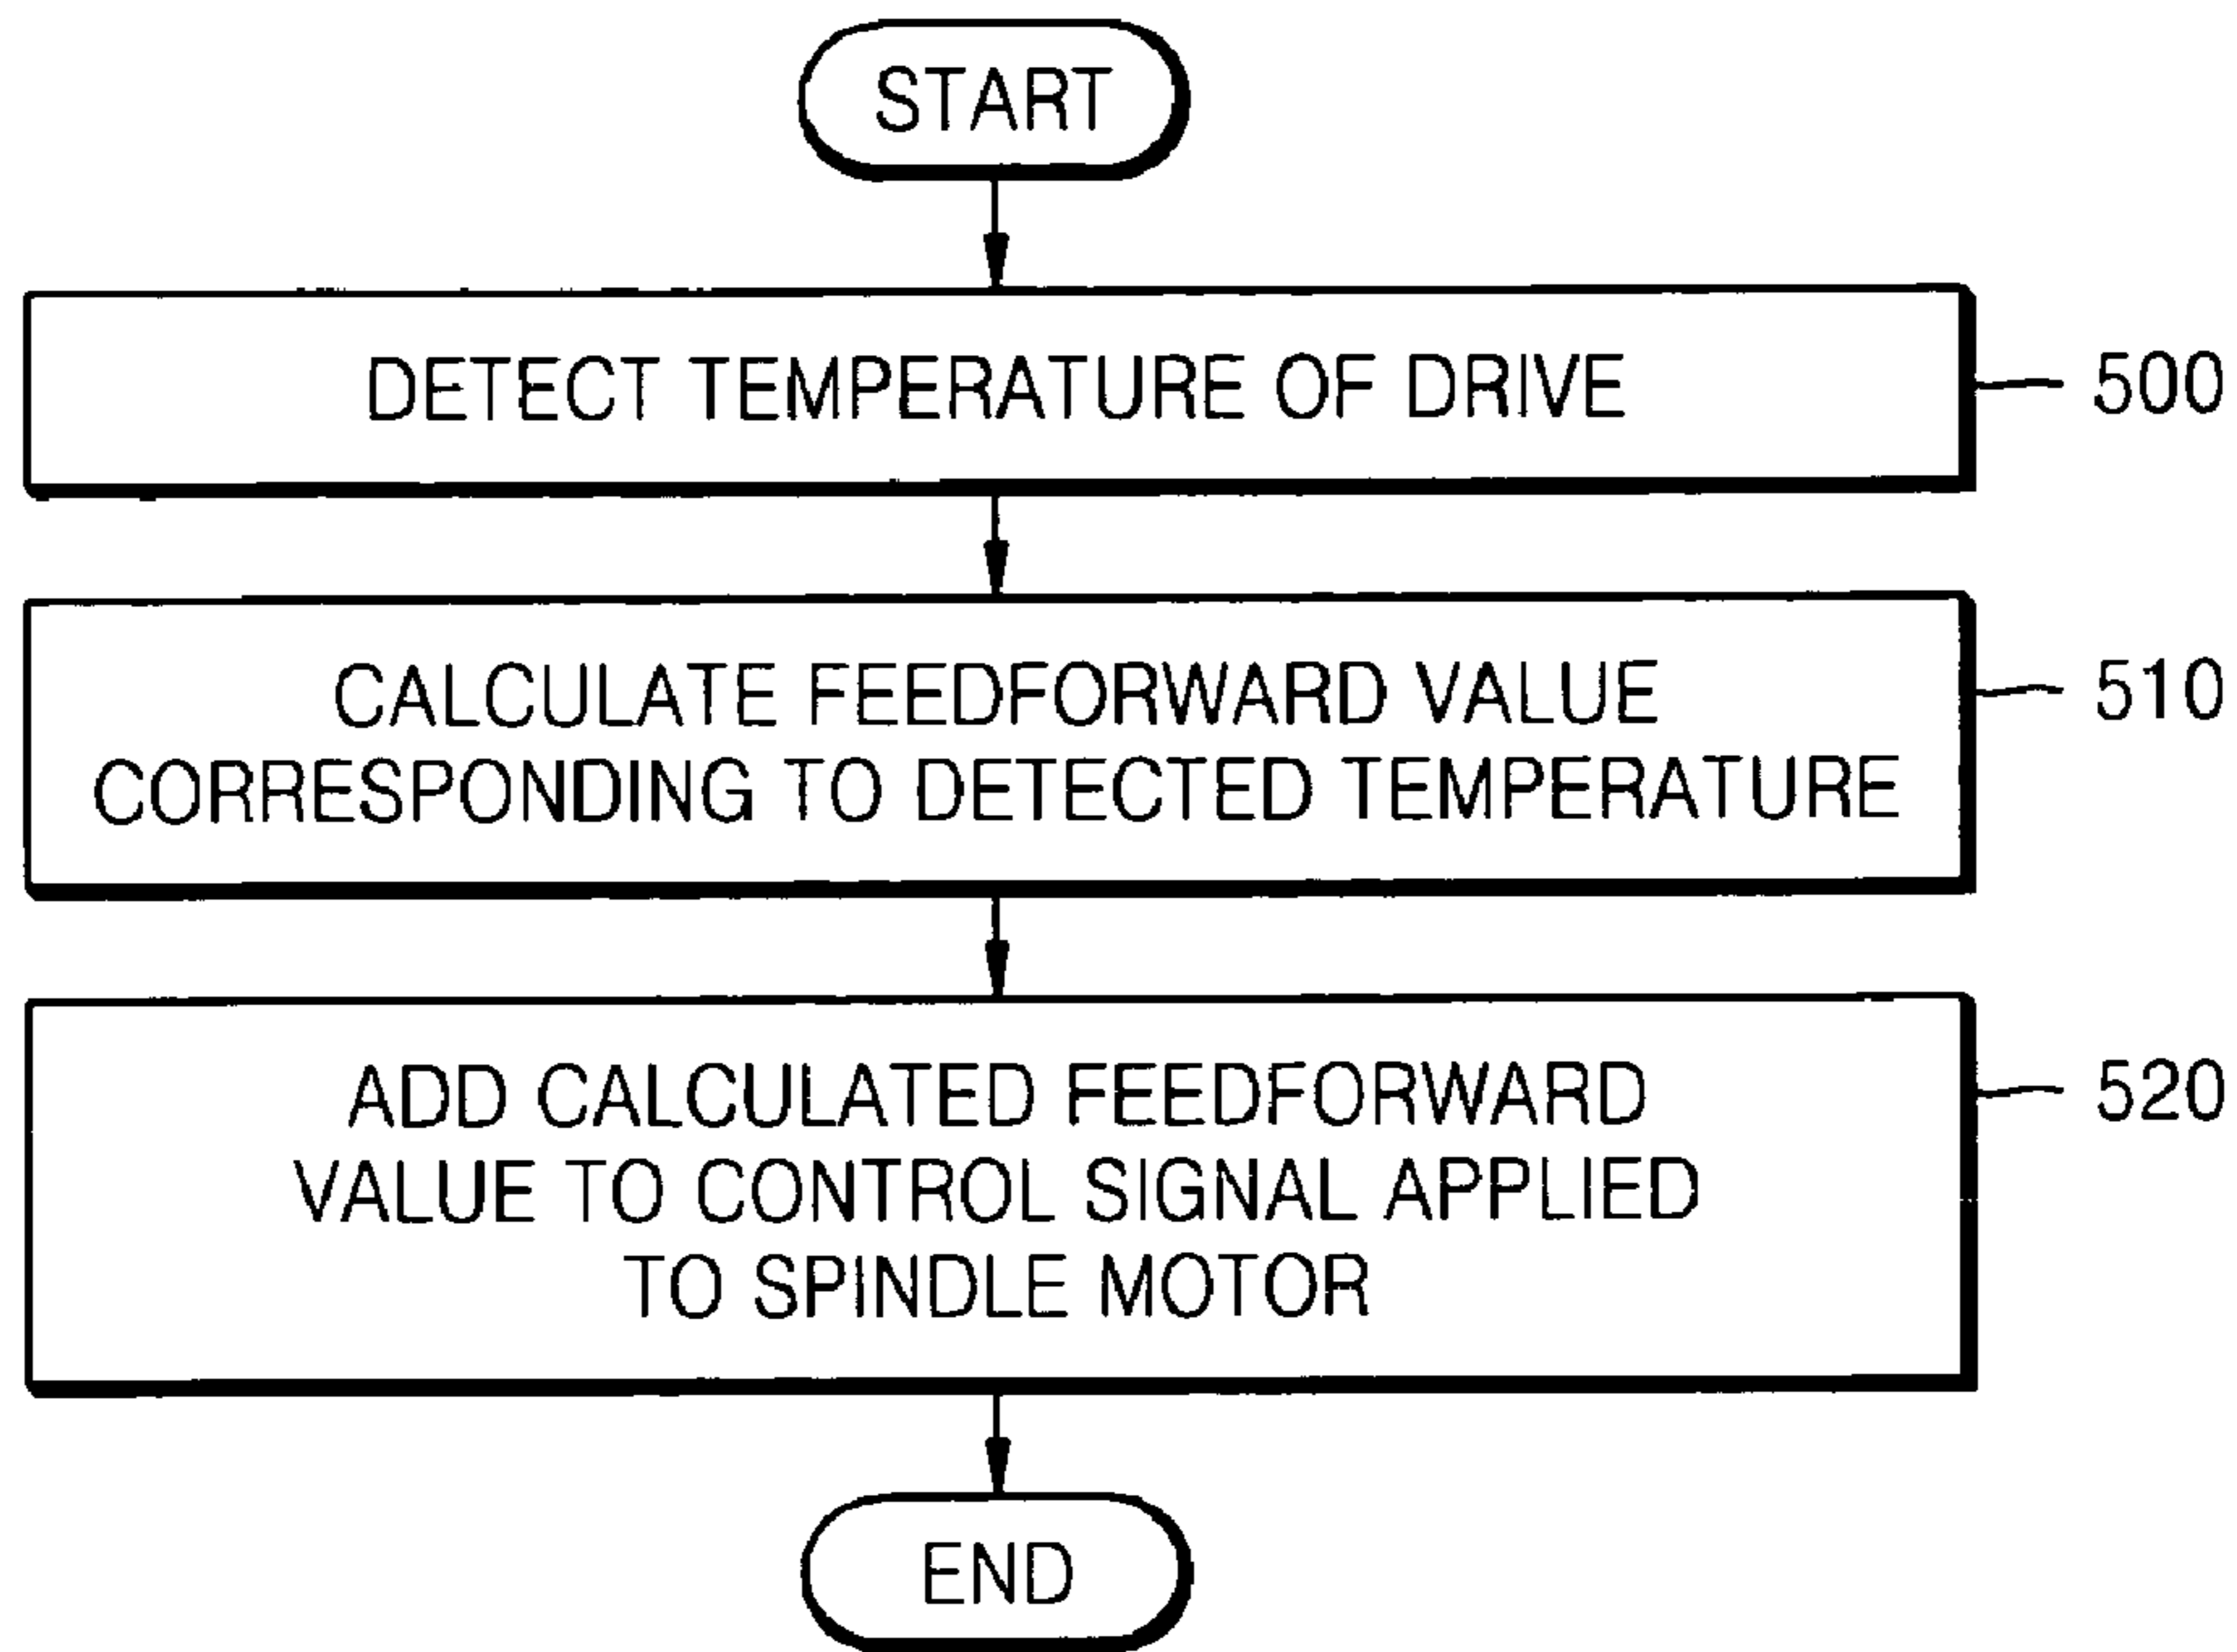 START
DETECT TEMPERATURE OF DRIVE
500
CALCULATE FEEDFORWARD VALUE
CORRESPONDING TO DETECTED TEMPERATURE
510
ADD CALCULATED FEEDFORWARD
VALUE TO CONTROL SIGNAL APPLIED
TO SPINDLE MOTOR
520
END